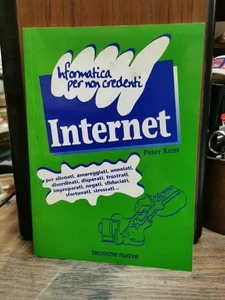 Informatica
per non credenti
Internet
Peter Kent
per alienati, amareggiati, annoiati,
disordinati, disperati, frustrati,
impreparati, negati, sfiduciati,
sfortunati, stressati...
tecniche nuove